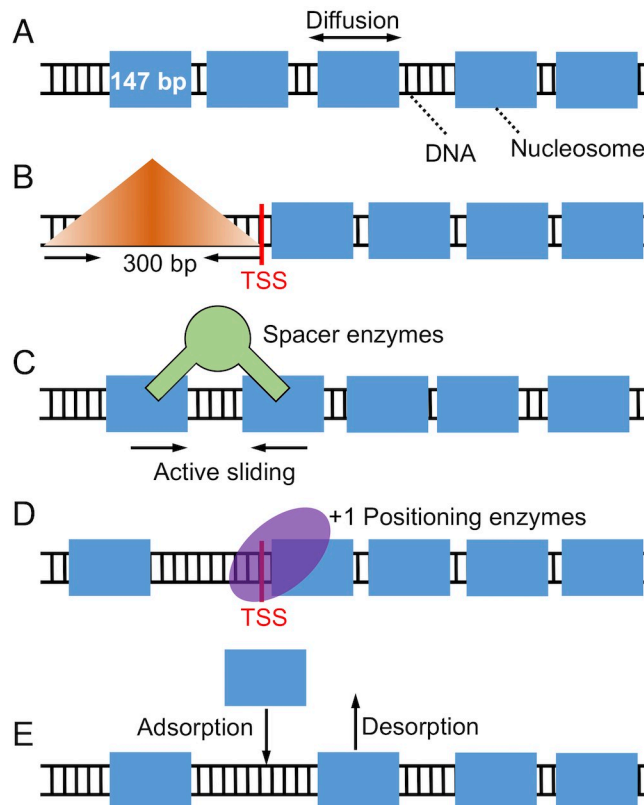 A
Diffusion
147 bp
DNA
Nucleosome
B
300 bp
TSS
C
Spacer enzymes
Active sliding
D
+1 Positioning enzymes
TSS
E
Adsorption
Desorption